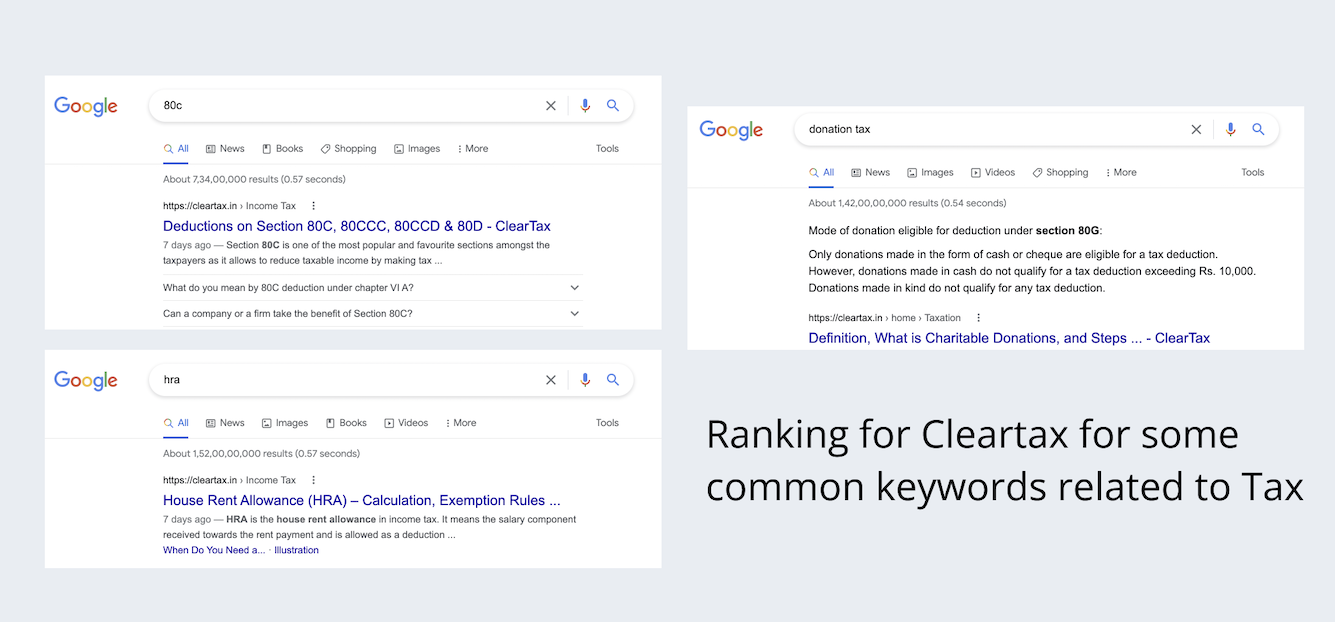 Google
80c
All News Books Shopping Images More Tools
About 7,34,00,000 results (0.57 seconds)
https://cleartax.in › Income Tax
Deductions on Section 80C, 80CCC, 80CCD & 80D - ClearTax
7 days ago — Section 80C is one of the most popular and favourite sections amongst the
taxpayers as it allows to reduce taxable income by making tax ...
What do you mean by 80C deduction under chapter VI A?
Can a company or a firm take the benefit of Section 80C?
Google
hra
All News Images Books Videos More Tools
About 1,52,00,00,000 results (0.57 seconds)
https://cleartax.in › Income Tax
House Rent Allowance (HRA) – Calculation, Exemption Rules ...
7 days ago — HRA is the house rent allowance in income tax. It means the salary component
received towards the rent payment and is allowed as a deduction ...
When Do You Need a... · Illustration
Google
donation tax
All News Images Videos Shopping More Tools
About 1,42,00,00,000 results (0.54 seconds)
Mode of donation eligible for deduction under section 80G:
Only donations made in the form of cash or cheque are eligible for a tax deduction.
However, donations made in cash do not qualify for a tax deduction exceeding Rs. 10,000.
Donations made in kind do not qualify for any tax deduction.
https://cleartax.in › home › Taxation
Definition, What is Charitable Donations, and Steps ... - ClearTax
Ranking for Cleartax for some
common keywords related to Tax